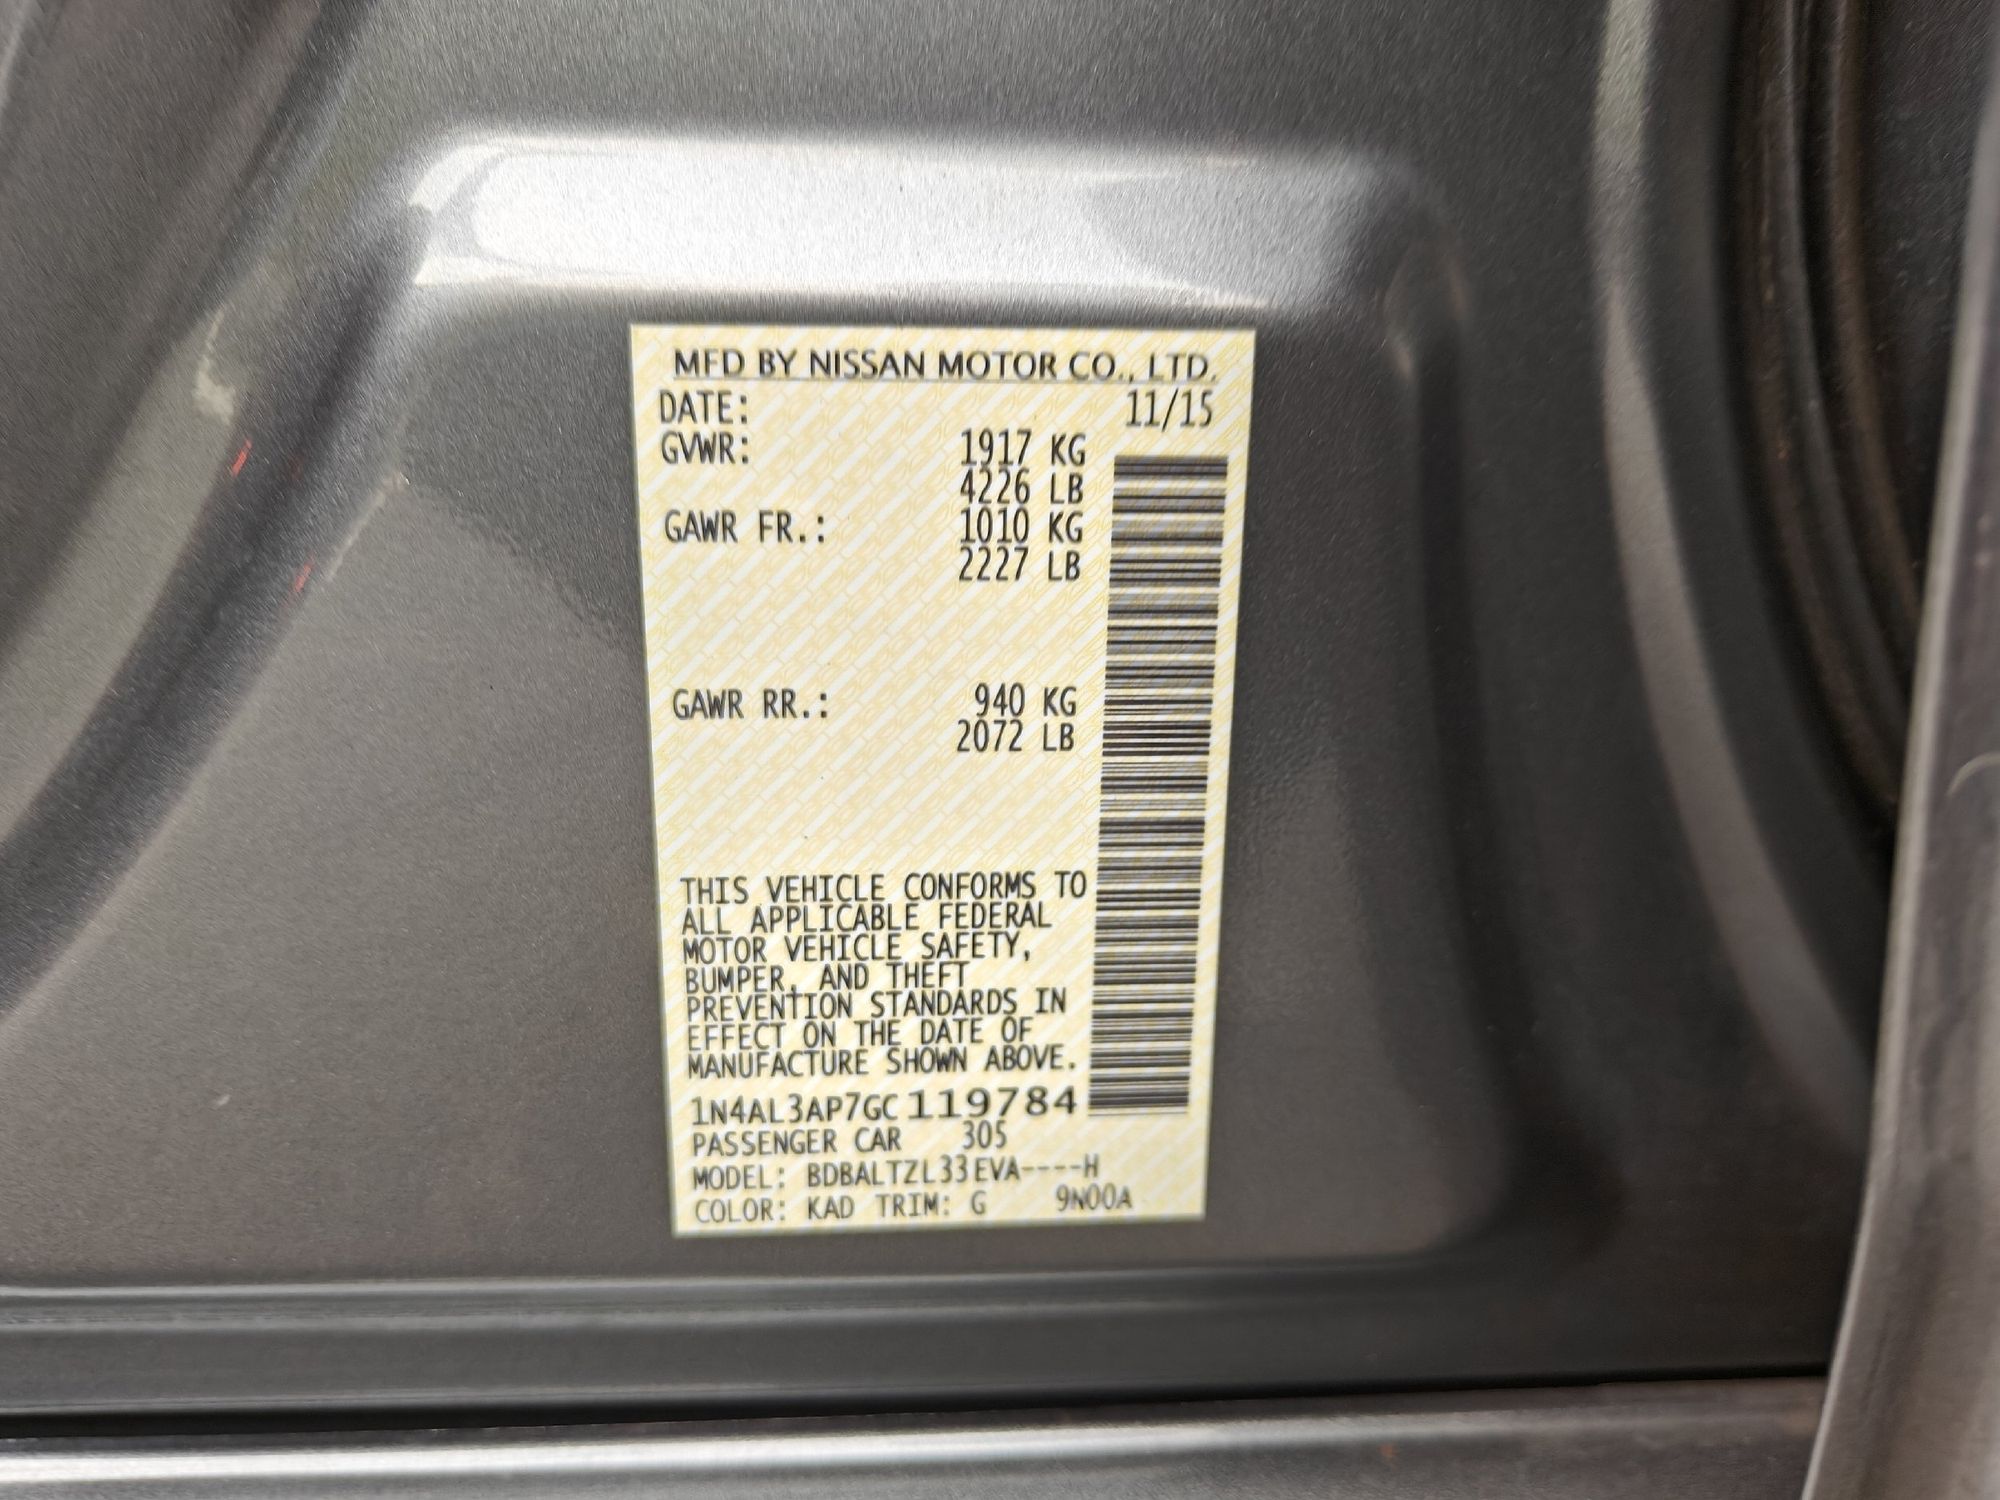 MFD BY NISSAN MOTOR CO., LTD.
DATE: 11/15
GVWR: 1917 KG
4226 LB
GAWR FR.: 1010 KG
2227 LB
GAWR RR.: 940 KG
2072 LB
THIS VEHICLE CONFORMS TO
ALL APPLICABLE FEDERAL
MOTOR VEHICLE SAFETY,
BUMPER, AND THEFT
PREVENTION STANDARDS IN
EFFECT ON THE DATE OF
MANUFACTURE SHOWN ABOVE.
1N4AL3AP7GC119784
PASSENGER CAR 305
MODEL: BDBALTZL33EVA----H
COLOR: KAD TRIM: G 9N00A